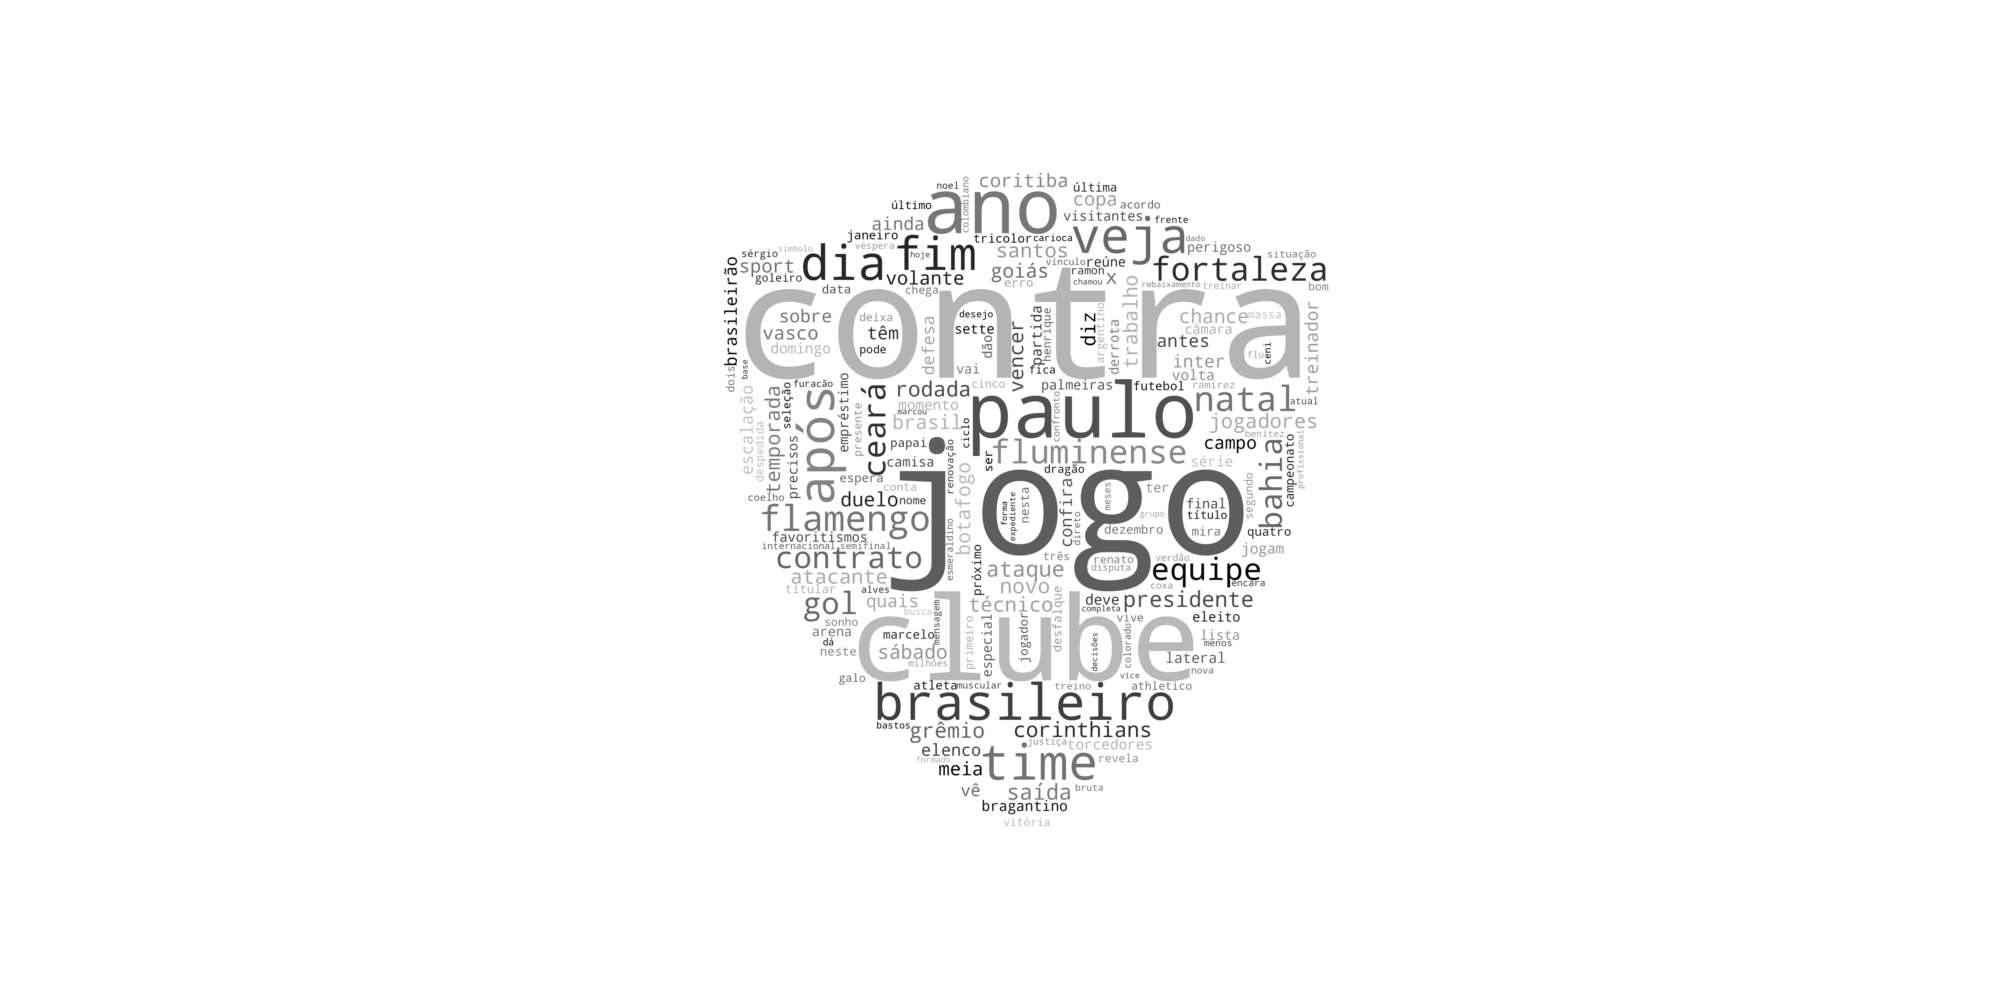 noel
colombiano
coritiba
última
último
ano
copa
acordo
ainda
visitantes
frente
janeiro
véspera
hoje
tricolor
carioca
veja
dado
perigoso
sérgio
símbolo
dia
fim
santos
vínculo
reúne
situação
brasileirão
sport
goleiro
volante
goiás
erro
ramon
chamou
x
fortaleza
data
chega
rebaixamento
treinar
bom
contra
sobre
deixa
desejo
partida
henrique
diz
argentino
trabalho
chance
massa
vasco
têm
defesa
sette
derrota
câmara
antes
treinador
domingo
pode
dão
vencer
inter
flu
ceni
dois
base
vai
fica
volta
furacão
seleção
empréstimo
rodada
cinco
palmeiras
futebol
ramírez
atual
escalação
despedida
temporada
precisos
após
presente
ceará
momento
marcou
brasil
ciclo
paulo
confronto
natal
jogadores
benítez
papai
renovação
fluminense
campo
bahia
campeonato
profissional
camisa
ser
dragão
série
espera
conta
botafogo
jogo
confira
direto
meses
ter
segundo
coelho
duelo
nome
forma
expediente
nesta
final
título
grupo
flamengo
dezembro
mira
quatro
favoritismos
internacional
semifinal
esmeraldino
próximo
três
renato
disputa
verdão
jogam
contrato
atacante
ataque
equipe
encara
titular
alves
novo
coxa
gol
quais
busca
mensagem
técnico
deve
completa
presidente
sonho
clube
primeiro
especial
jogador
desfalque
vive
eleito
arena
dá
marcelo
decisões
colorado
lista
menos
neste
sábado
milhões
lateral
galo
atleta
muscular
treino
vice
athletico
nova
brasileiro
bastos
grêmio
corinthians
justiça
torcedores
elenco
formado
time
revela
meia
vê
saída
bruta
bragantino
vitória